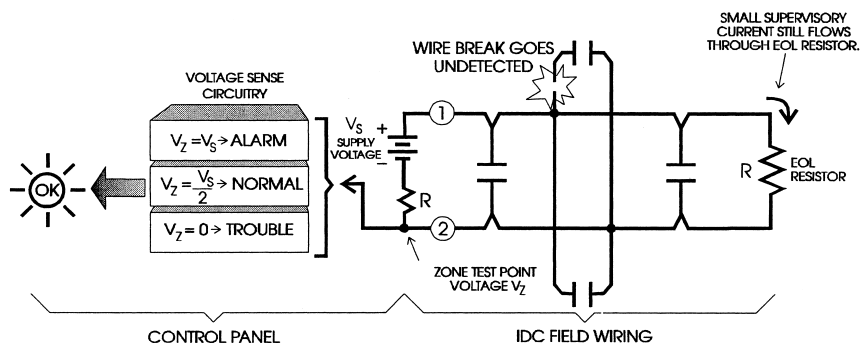 SMALL SUPERVISORY
CURRENT STILL FLOWS
THROUGH EOL RESISTOR.
WIRE BREAK GOES
UNDETECTED
VOLTAGE SENSE
CIRCUITRY
VZ = VS → ALARM
VZ = VS/2 → NORMAL
VZ = 0 → TROUBLE
OK
VS
SUPPLY
VOLTAGE
+
−
1
R
2
R
EOL
RESISTOR
ZONE TEST POINT
VOLTAGE VZ
CONTROL PANEL
IDC FIELD WIRING